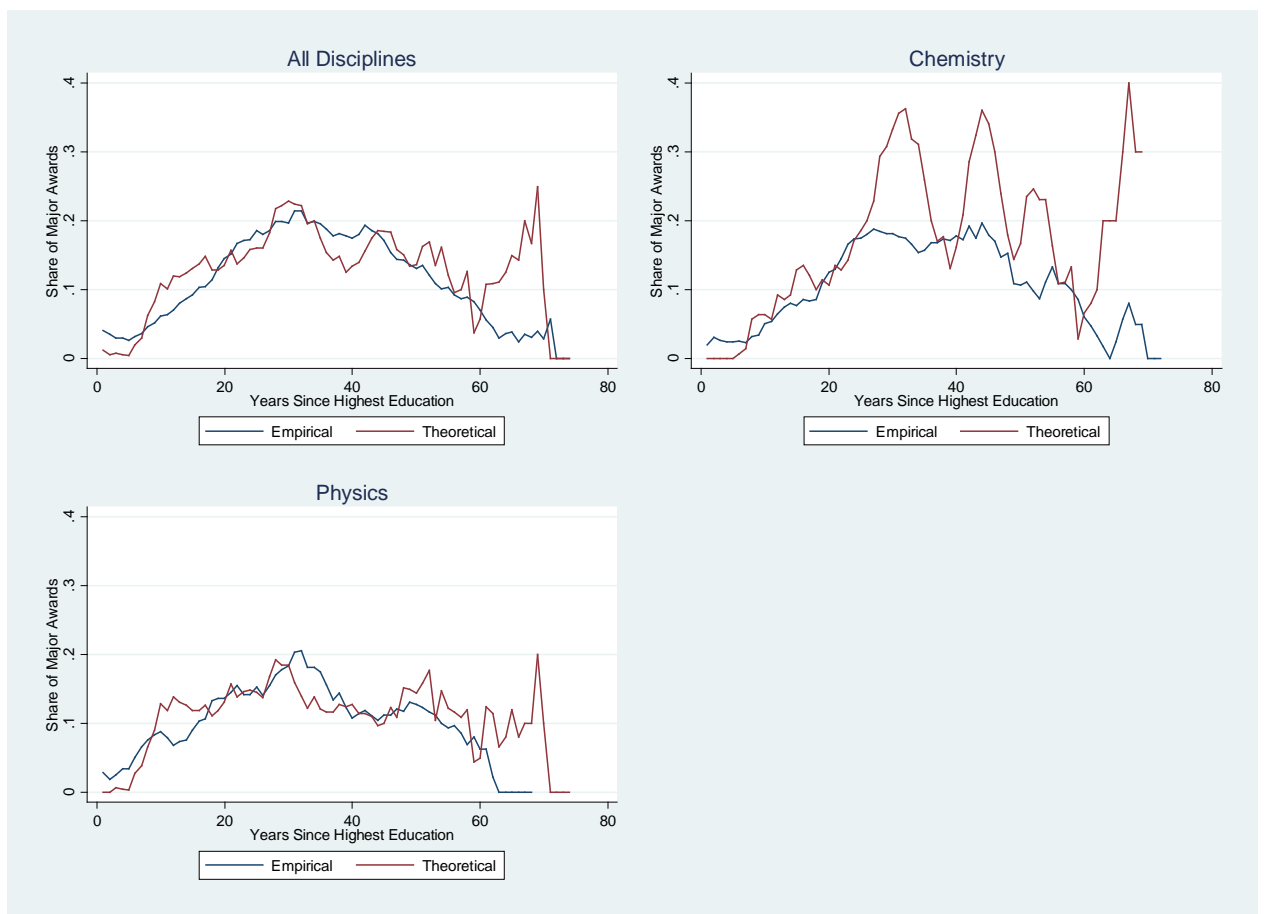 All Disciplines
Share of Major Awards
.4
.3
.2
.1
0
0 20 40 60 80
Years Since Highest Education
Empirical Theoretical
Chemistry
Share of Major Awards
.4
.3
.2
.1
0
0 20 40 60 80
Years Since Highest Education
Empirical Theoretical
Physics
Share of Major Awards
.4
.3
.2
.1
0
0 20 40 60 80
Years Since Highest Education
Empirical Theoretical